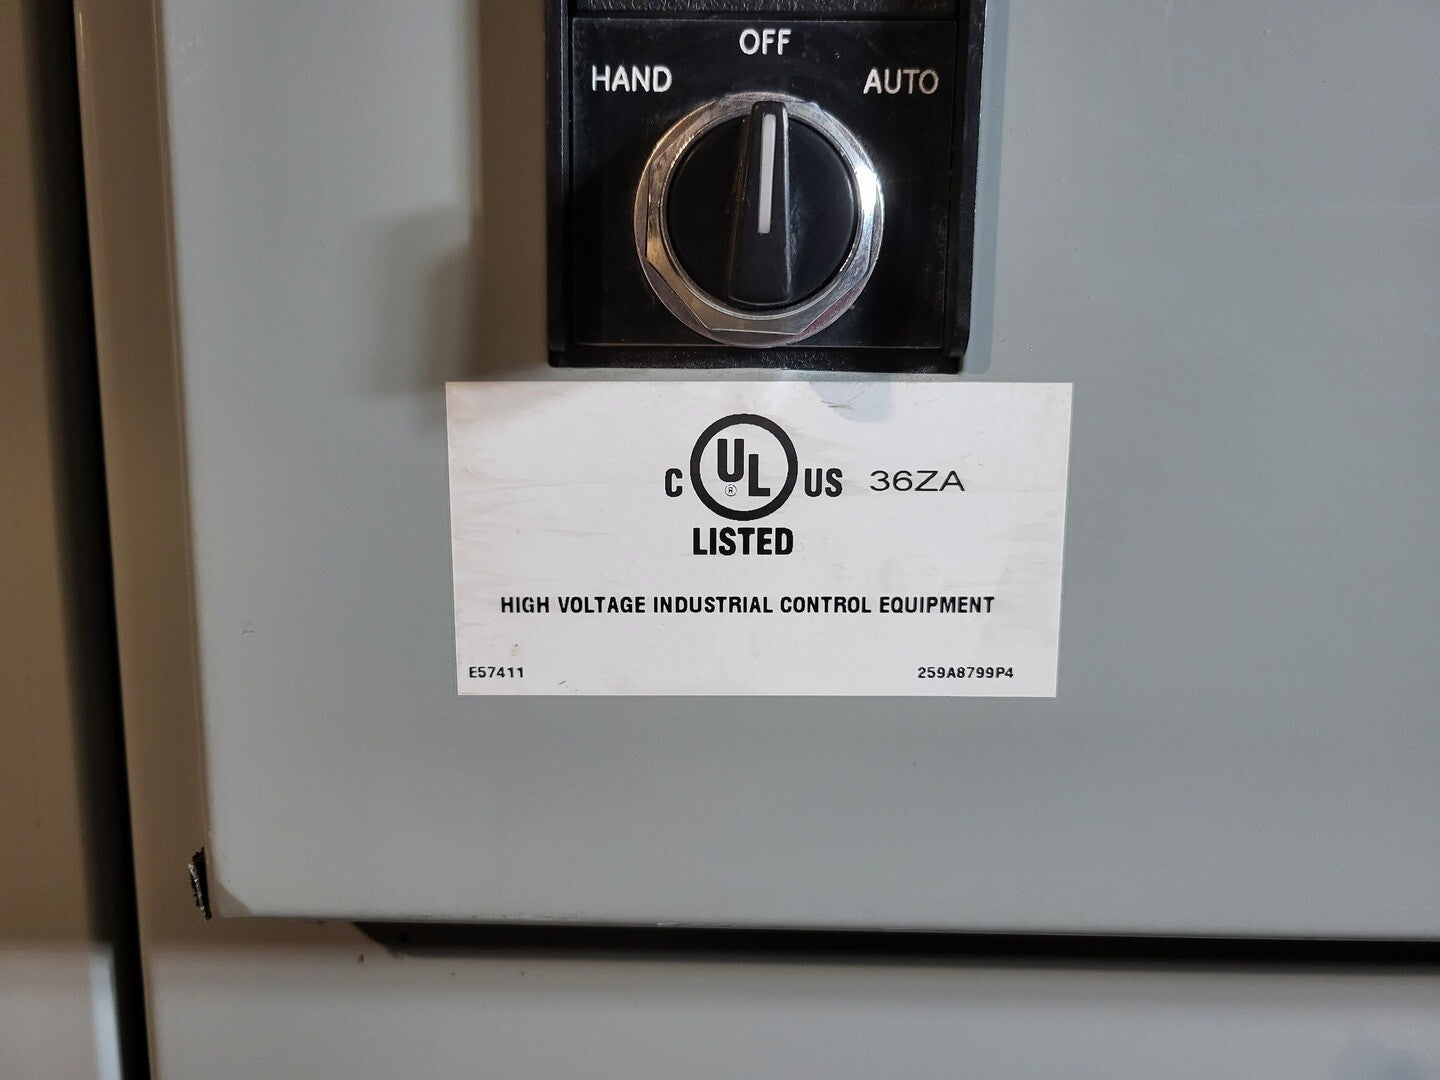 OFF
HAND AUTO
C UL ® US 36ZA
LISTED
HIGH VOLTAGE INDUSTRIAL CONTROL EQUIPMENT
E57411 259A8799P4